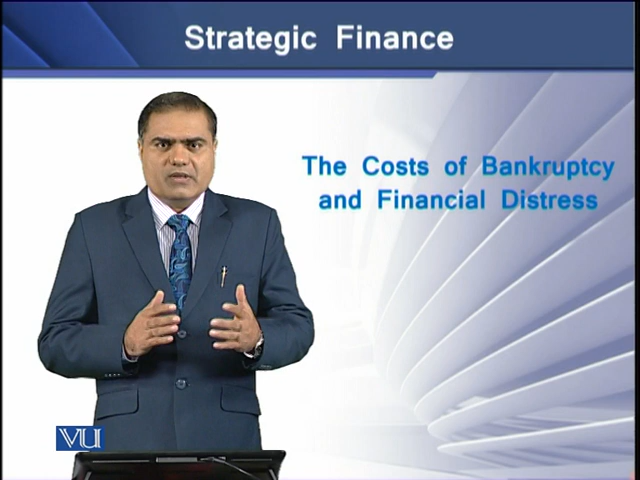 Strategic Finance
The Costs of Bankruptcy
and Financial Distress
VU